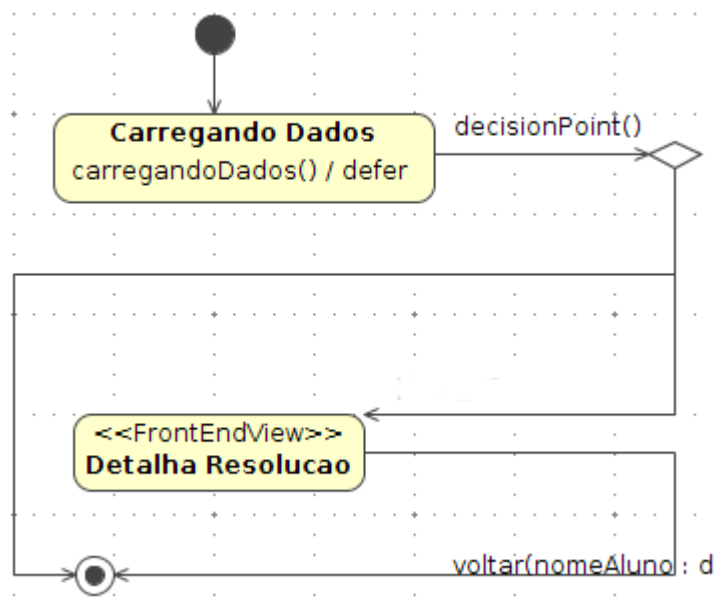 Carregando Dados
carregandoDados() / defer
decisionPoint()
<<FrontEndView>>
Detalha Resolucao
voltar(nomeAluno : d